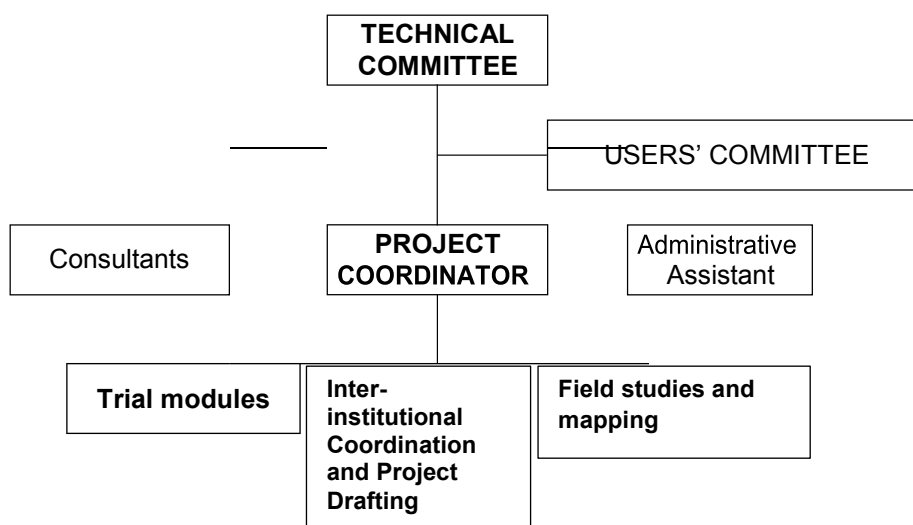 TECHNICAL
COMMITTEE
USERS’ COMMITTEE
Consultants
PROJECT
COORDINATOR
Administrative
Assistant
Trial modules
Inter-
institutional
Coordination
and Project
Drafting
Field studies and
mapping